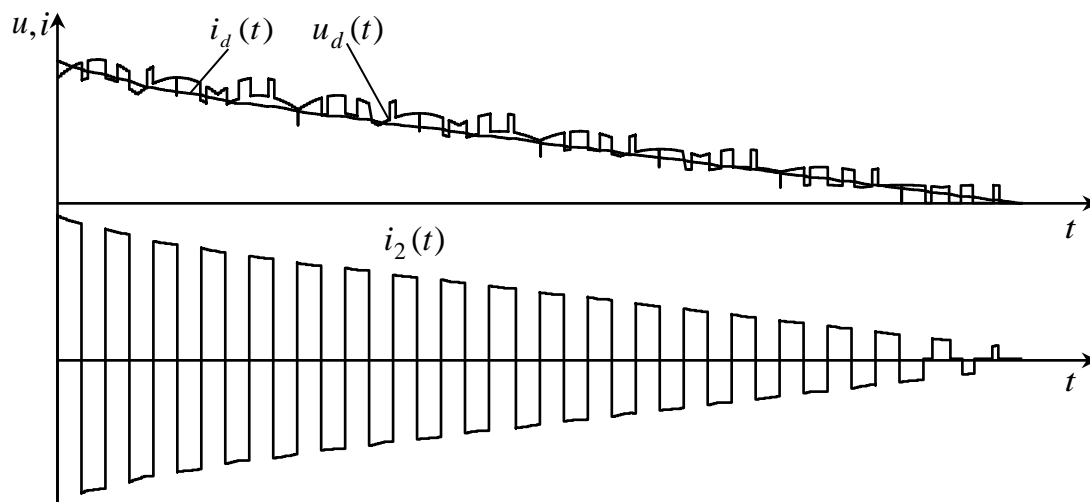 u, i
i_d(t)
u_d(t)
t
i_2(t)
t